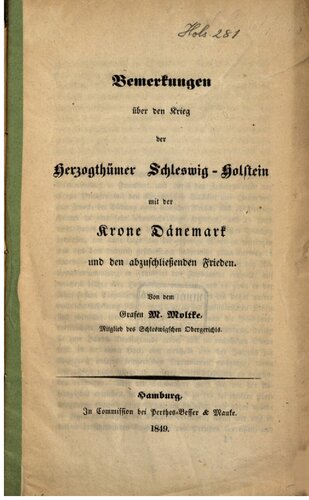 Hols 281
Bemerkungen
über den Krieg
der
Herzogthümer Schleswig-Holstein
mit der
Krone Dänemark
und den abzuschließenden Frieden.
Von dem
Grafen M. Moltke,
Mitglied des Schleswigschen Obergerichts.
Hamburg.
In Commission bei Perthes-Besser & Mauke.
1849.